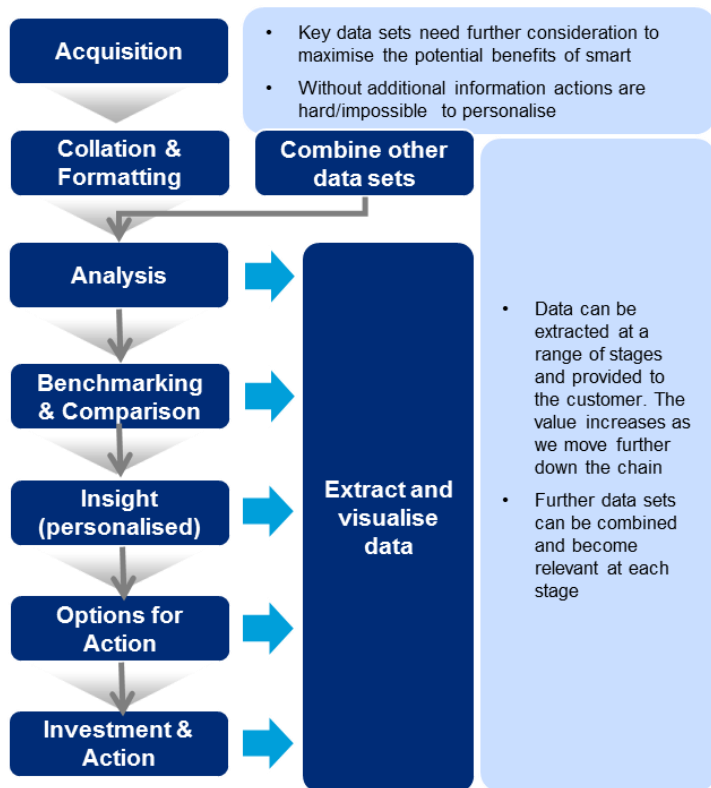 Acquisition
• Key data sets need further consideration to
maximise the potential benefits of smart
• Without additional information actions are
hard/impossible to personalise
Collation &
Formatting
Combine other
data sets
Analysis
Benchmarking
& Comparison
Insight
(personalised)
Options for
Action
Investment &
Action
Extract and
visualise
data
• Data can be
extracted at a
range of stages
and provided to
the customer. The
value increases as
we move further
down the chain
• Further data sets
can be combined
and become
relevant at each
stage